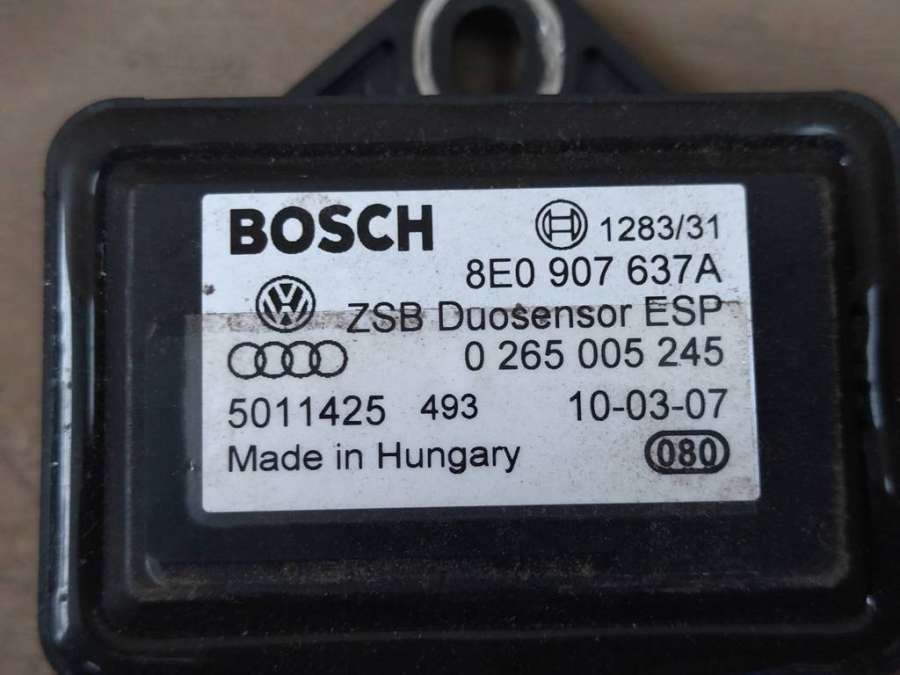 BOSCH 1283/31
8E0 907 637A
ZSB Duosensor ESP
0 265 005 245
5011425 493 10-03-07
Made in Hungary 080